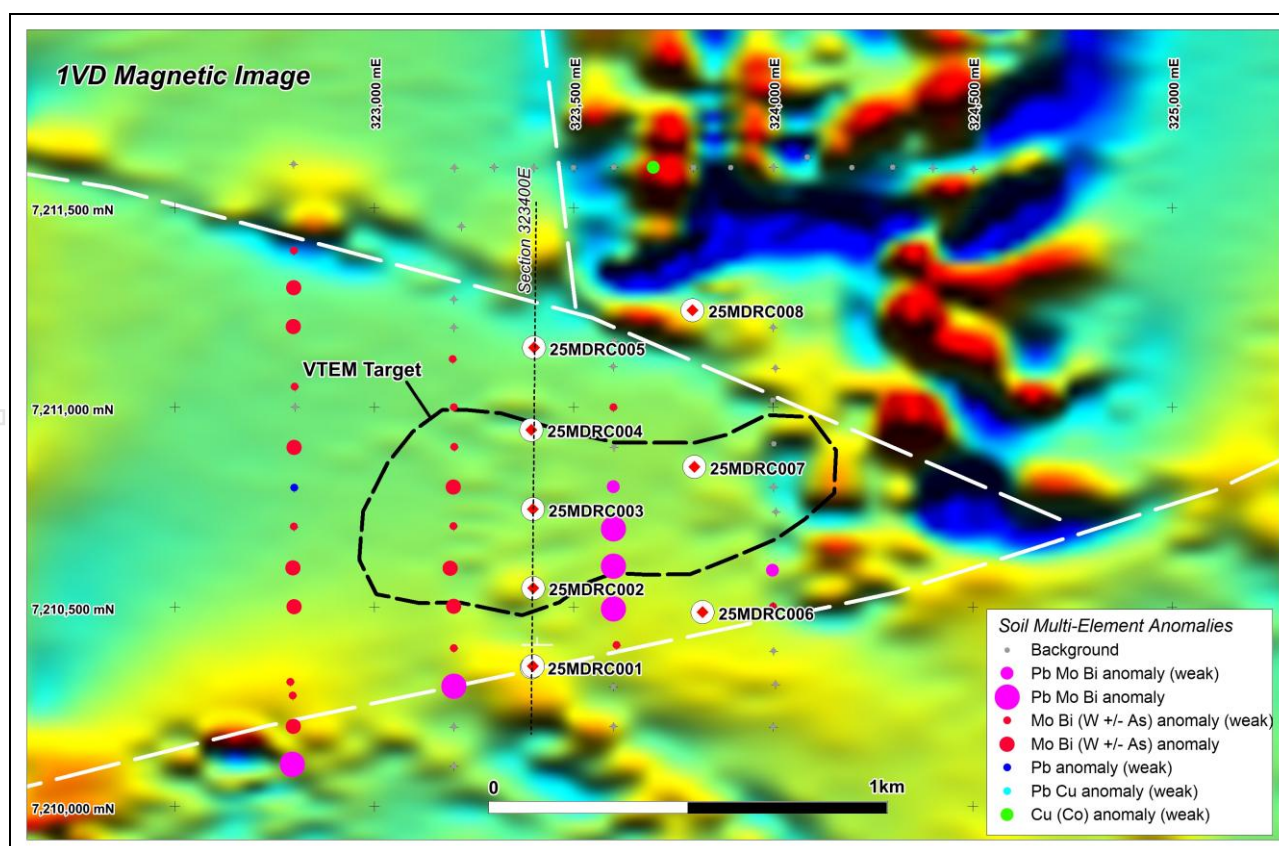 1VD Magnetic Image
323,000 mE
323,500 mE
324,000 mE
324,500 mE
325,000 mE
7,211,500 mN
Section 323400E
25MDRC008
25MDRC005
VTEM Target
7,211,000 mN
25MDRC004
25MDRC007
25MDRC003
25MDRC002
7,210,500 mN
25MDRC006
25MDRC001
7,210,000 mN
0
1km
Soil Multi-Element Anomalies
Background
Pb Mo Bi anomaly (weak)
Pb Mo Bi anomaly
Mo Bi (W +/- As) anomaly (weak)
Mo Bi (W +/- As) anomaly
Pb anomaly (weak)
Pb Cu anomaly (weak)
Cu (Co) anomaly (weak)